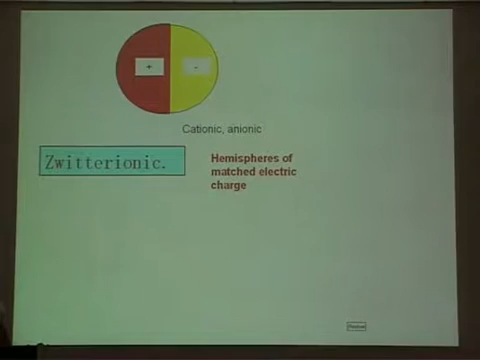 + -
Cationic, anionic
Zwitterionic.
Hemispheres of
matched electric
charge